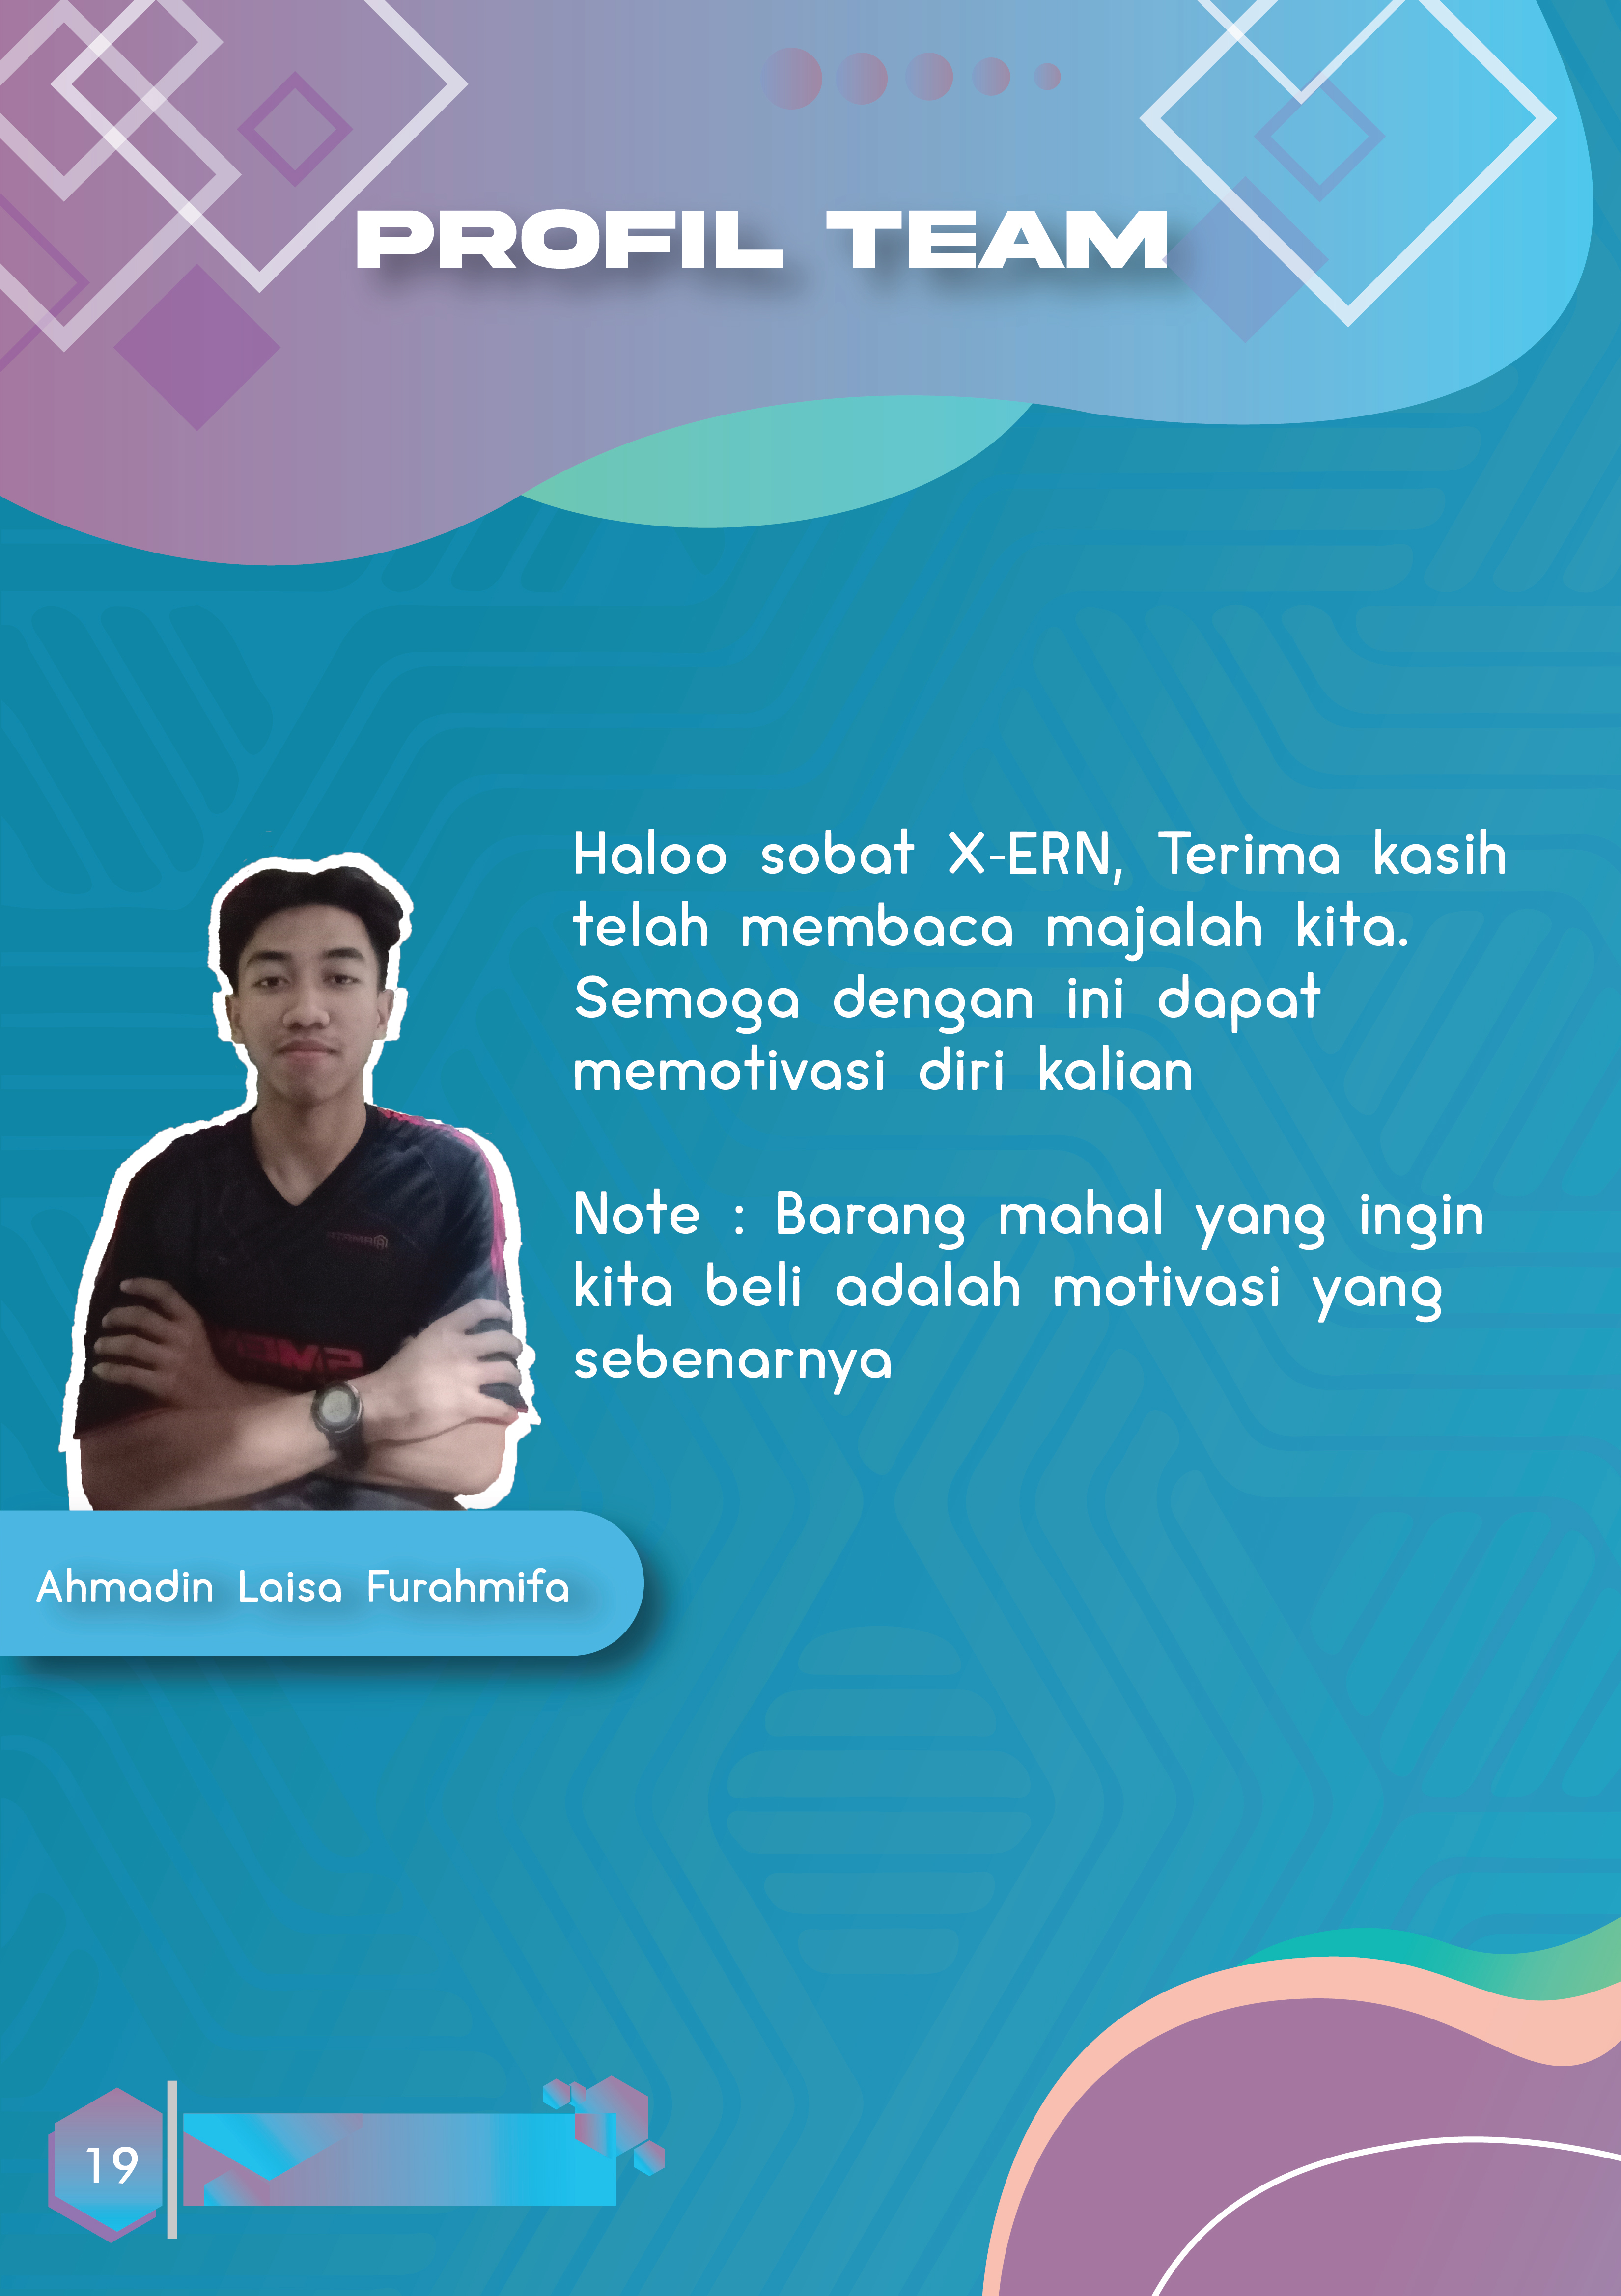 PROFIL TEAM
Haloo sobat X-ERN, Terima kasih
telah membaca majalah kita.
Semoga dengan ini dapat
memotivasi diri kalian
Note : Barang mahal yang ingin
kita beli adalah motivasi yang
sebenarnya
Ahmadin Laisa Furahmifa
19